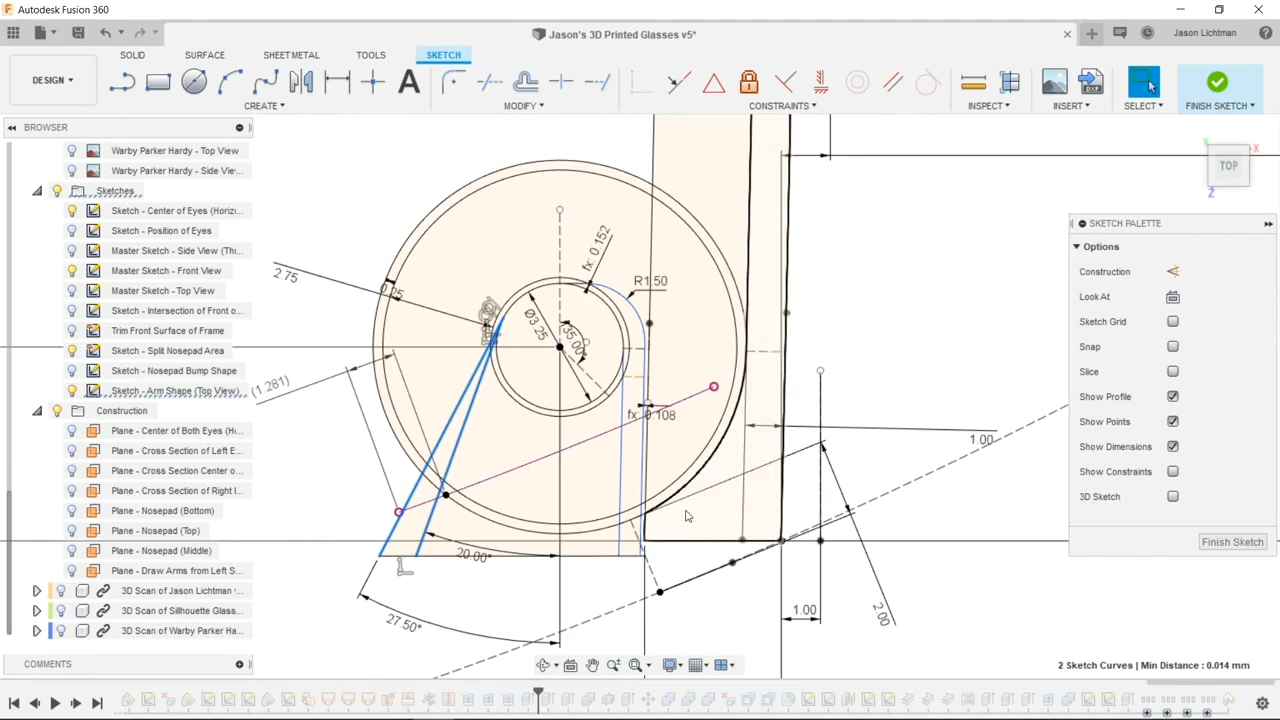 Autodesk Fusion 360
Jason's 3D Printed Glasses v5*
Jason Lichtman
SOLID SURFACE SHEET METAL TOOLS SKETCH
DESIGN
CREATE MODIFY CONSTRAINTS INSPECT INSERT SELECT FINISH SKETCH
BROWSER
Warby Parker Hardy - Top View
Warby Parker Hardy - Side Vie...
Sketches
Sketch - Center of Eyes (Horiz...
Sketch - Position of Eyes
Master Sketch - Side View (Thu...
Master Sketch - Front View
Master Sketch - Top View
Sketch - Intersection of Front o...
Trim Front Surface of Frame
Sketch - Split Nosepad Area
Sketch - Nosepad Bump Shape
Sketch - Arm Shape (Top View)
Construction
Plane - Center of Both Eyes (Ho...
Plane - Cross Section of Left E...
Plane - Cross Section Center o...
Plane - Cross Section of Right l...
Plane - Nosepad (Bottom)
Plane - Nosepad (Top)
Plane - Nosepad (Middle)
Plane - Draw Arms from Left S...
3D Scan of Jason Lichtman
3D Scan of Silhouette Glass...
3D Scan of Warby Parker Ha...
COMMENTS
2.75
0.25
fx: 0.152
R1.50
Ø3.25
35.00°
(1.281)
fx: 0.108
1.00
20.00°
27.50°
1.00
2.00
TOP
X
Y
Z
SKETCH PALETTE
Options
Construction
Look At
Sketch Grid
Snap
Slice
Show Profile
Show Points
Show Dimensions
Show Constraints
3D Sketch
Finish Sketch
2 Sketch Curves | Min Distance : 0.014 mm